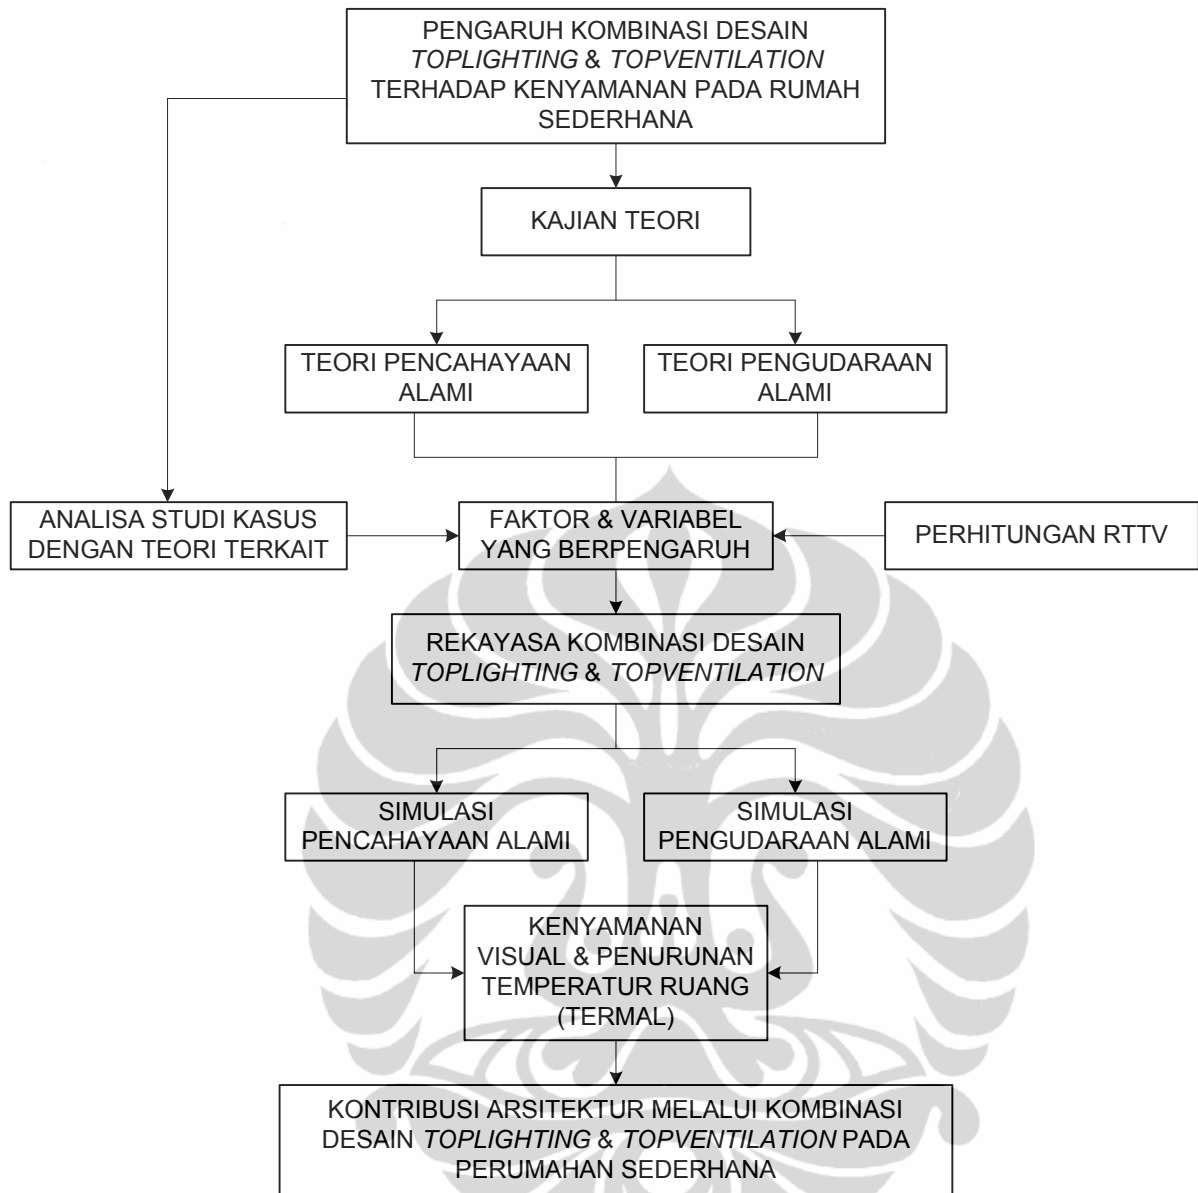 PENGARUH KOMBINASI DESAIN
TOPLIGHTING & TOPVENTILATION
TERHADAP KENYAMANAN PADA RUMAH
SEDERHANA
KAJIAN TEORI
TEORI PENCAHAYAAN
ALAMI
TEORI PENGUDARAAN
ALAMI
ANALISA STUDI KASUS
DENGAN TEORI TERKAIT
FAKTOR & VARIABEL
YANG BERPENGARUH
PERHITUNGAN RTTV
REKAYASA KOMBINASI DESAIN
TOPLIGHTING & TOPVENTILATION
SIMULASI
PENCAHAYAAN ALAMI
SIMULASI
PENGUDARAAN ALAMI
KENYAMANAN
VISUAL & PENURUNAN
TEMPERATUR RUANG
(TERMAL)
KONTRIBUSI ARSITEKTUR MELALUI KOMBINASI
DESAIN TOPLIGHTING & TOPVENTILATION PADA
PERUMAHAN SEDERHANA